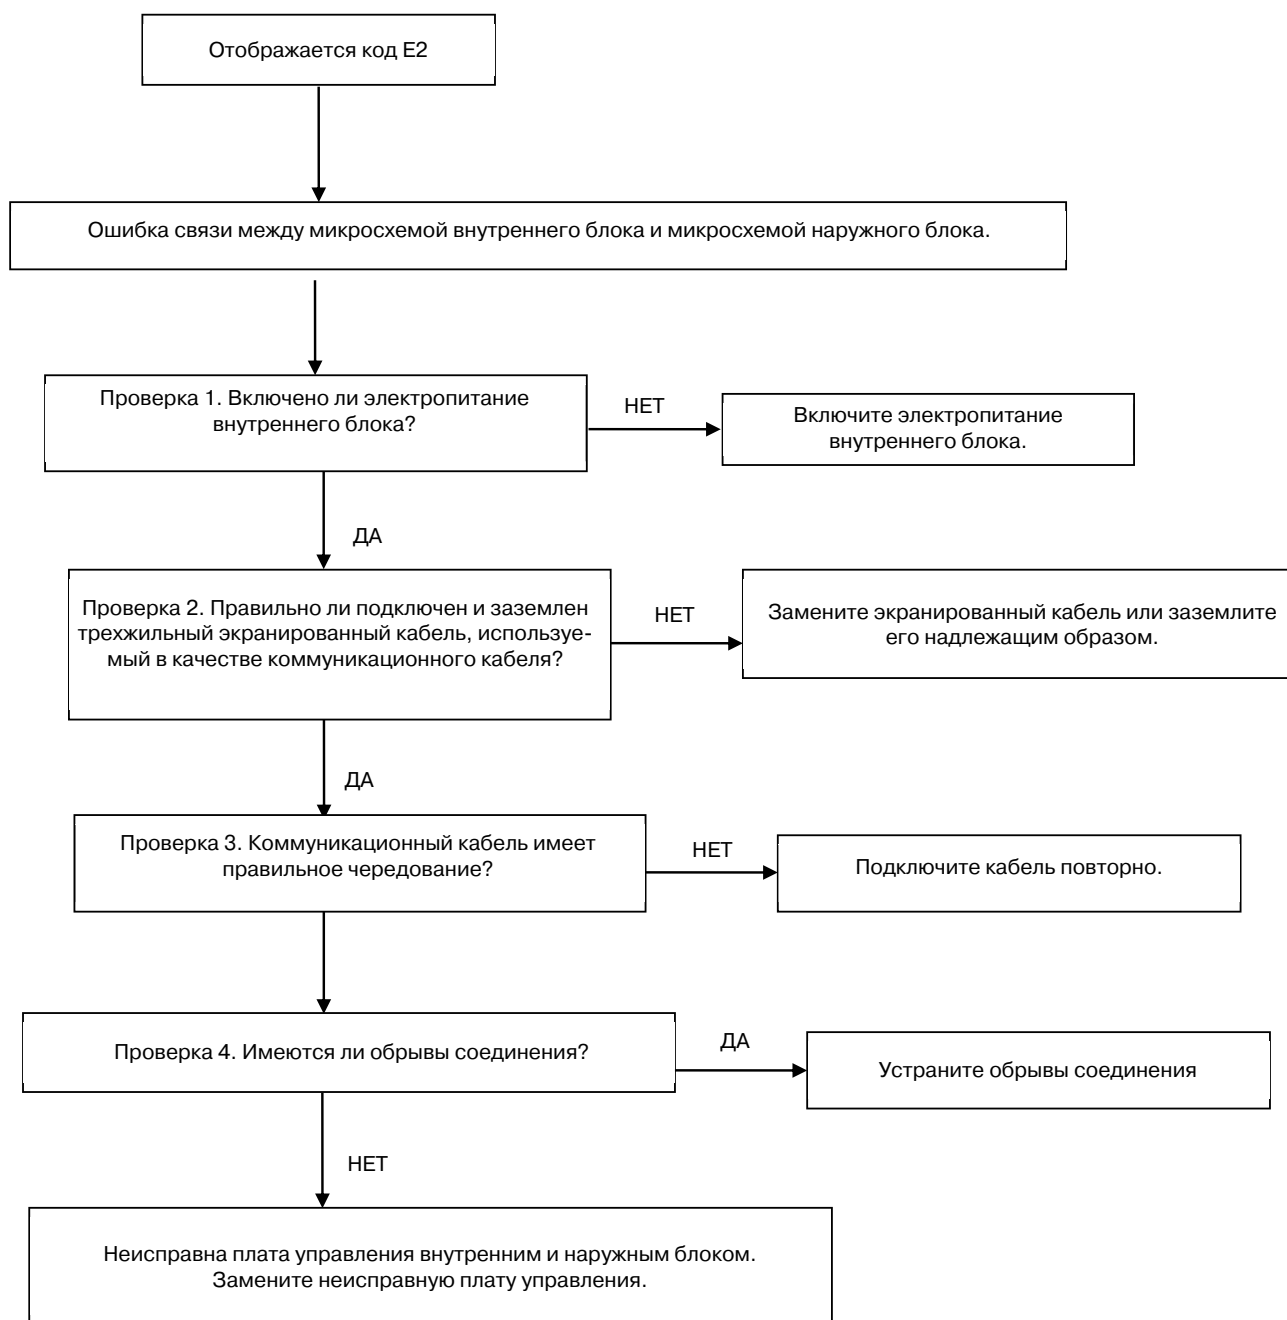 Отображается код E2
Ошибка связи между микросхемой внутреннего блока и микросхемой наружного блока.
Проверка 1. Включено ли электропитание
внутреннего блока?
НЕТ
Включите электропитание
внутреннего блока.
ДА
Проверка 2. Правильно ли подключен и заземлен
трехжильный экранированный кабель, используе-
мый в качестве коммуникационного кабеля?
НЕТ
Замените экранированный кабель или заземлите
его надлежащим образом.
ДА
Проверка 3. Коммуникационный кабель имеет
правильное чередование?
НЕТ
Подключите кабель повторно.
Проверка 4. Имеются ли обрывы соединения?
ДА
Устраните обрывы соединения
НЕТ
Неисправна плата управления внутренним и наружным блоком.
Замените неисправную плату управления.